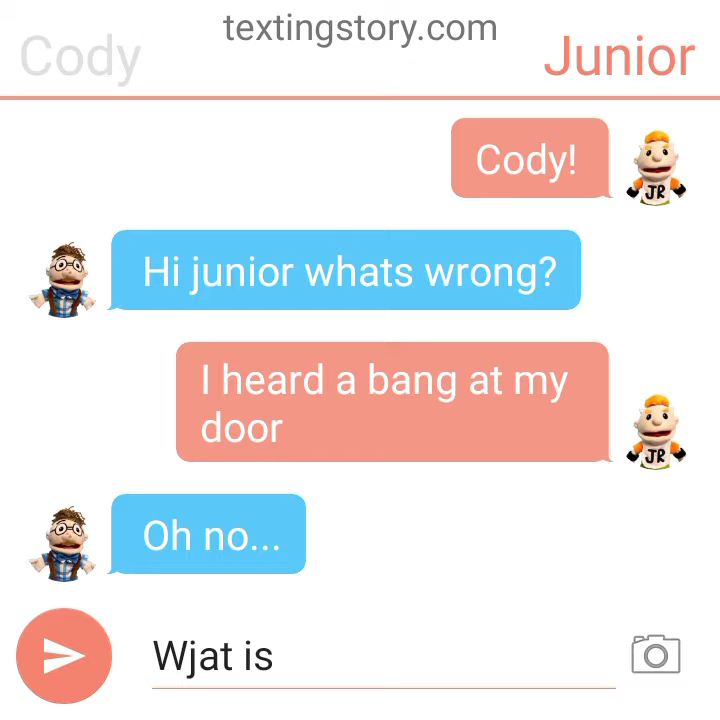 textingstory.com
Cody
Junior
Cody!
JR
Hi junior whats wrong?
I heard a bang at my
door
JR
Oh no...
Wjat is